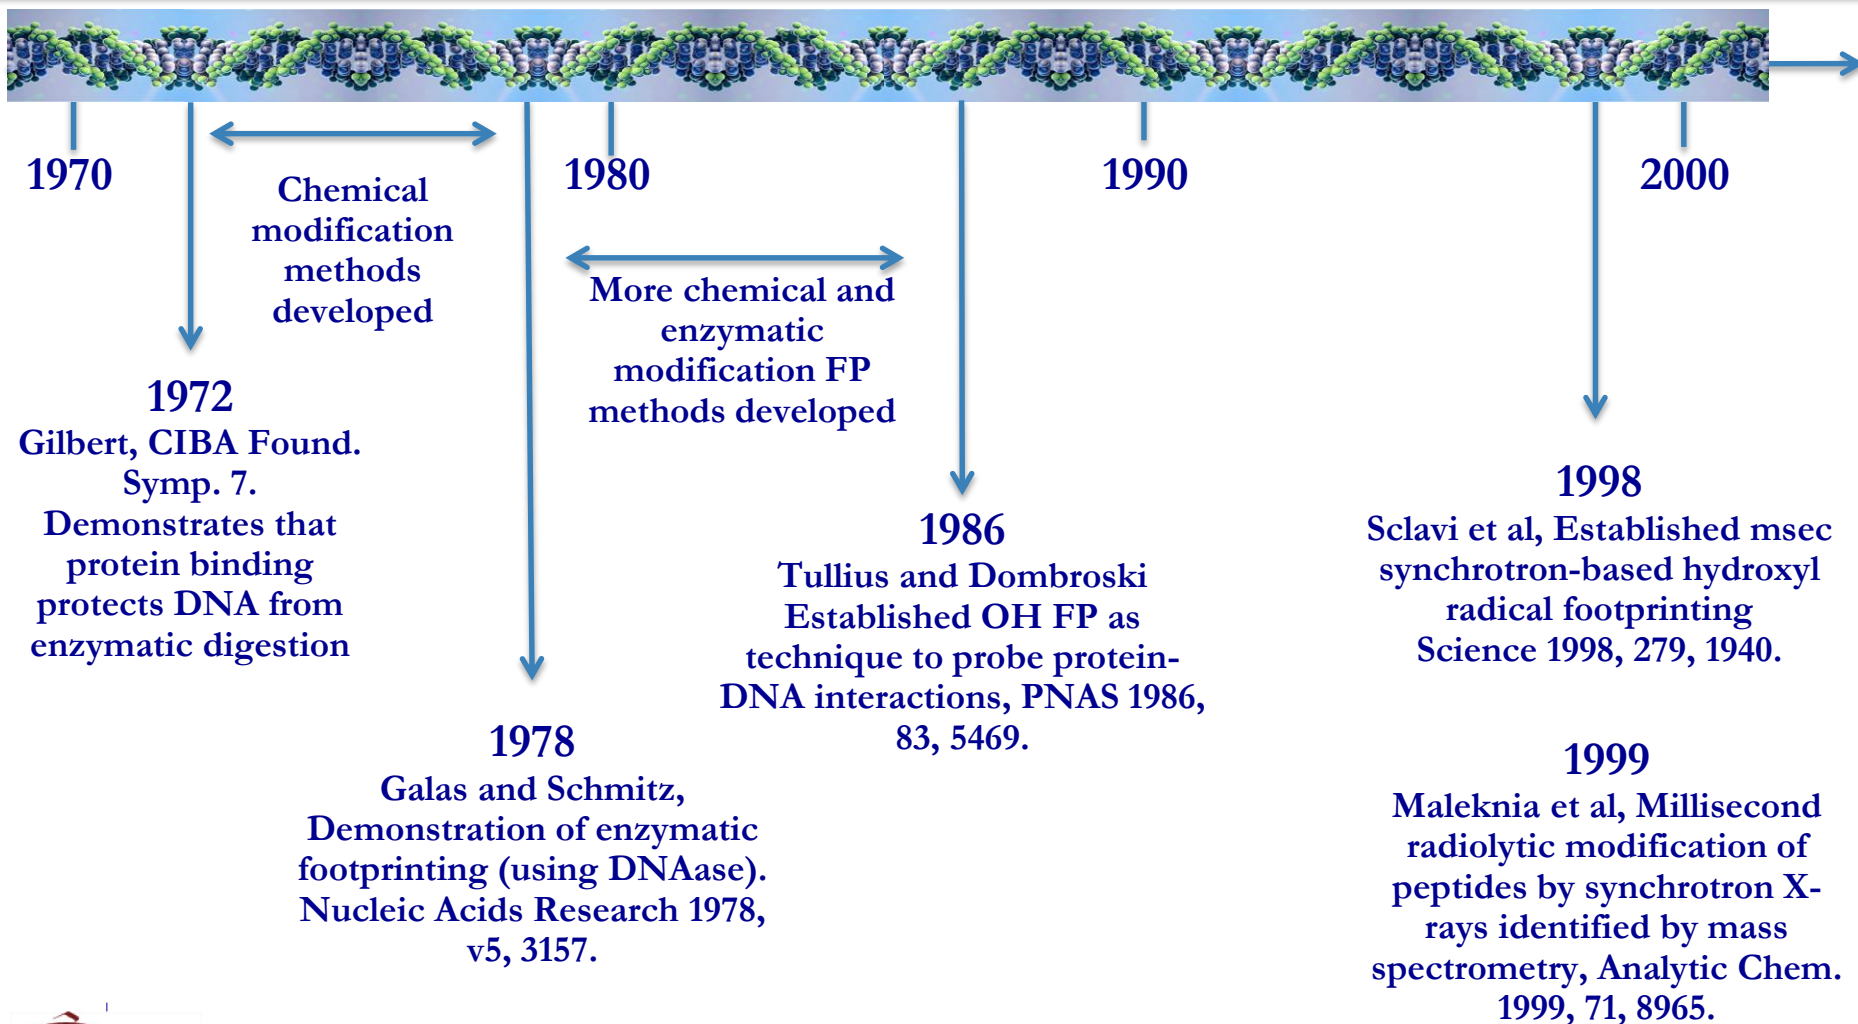 1970
1980
1990
2000
Chemical
modification
methods
developed
More chemical and
enzymatic
modification FP
methods developed
1972
Gilbert, CIBA Found.
Symp. 7.
Demonstrates that
protein binding
protects DNA from
enzymatic digestion
1978
Galas and Schmitz,
Demonstration of enzymatic
footprinting (using DNAase).
Nucleic Acids Research 1978,
v5, 3157.
1986
Tullius and Dombroski
Established OH FP as
technique to probe protein-
DNA interactions, PNAS 1986,
83, 5469.
1998
Sclavi et al, Established msec
synchrotron-based hydroxyl
radical footprinting
Science 1998, 279, 1940.
1999
Maleknia et al, Millisecond
radiolytic modification of
peptides by synchrotron X-
rays identified by mass
spectrometry, Analytic Chem.
1999, 71, 8965.